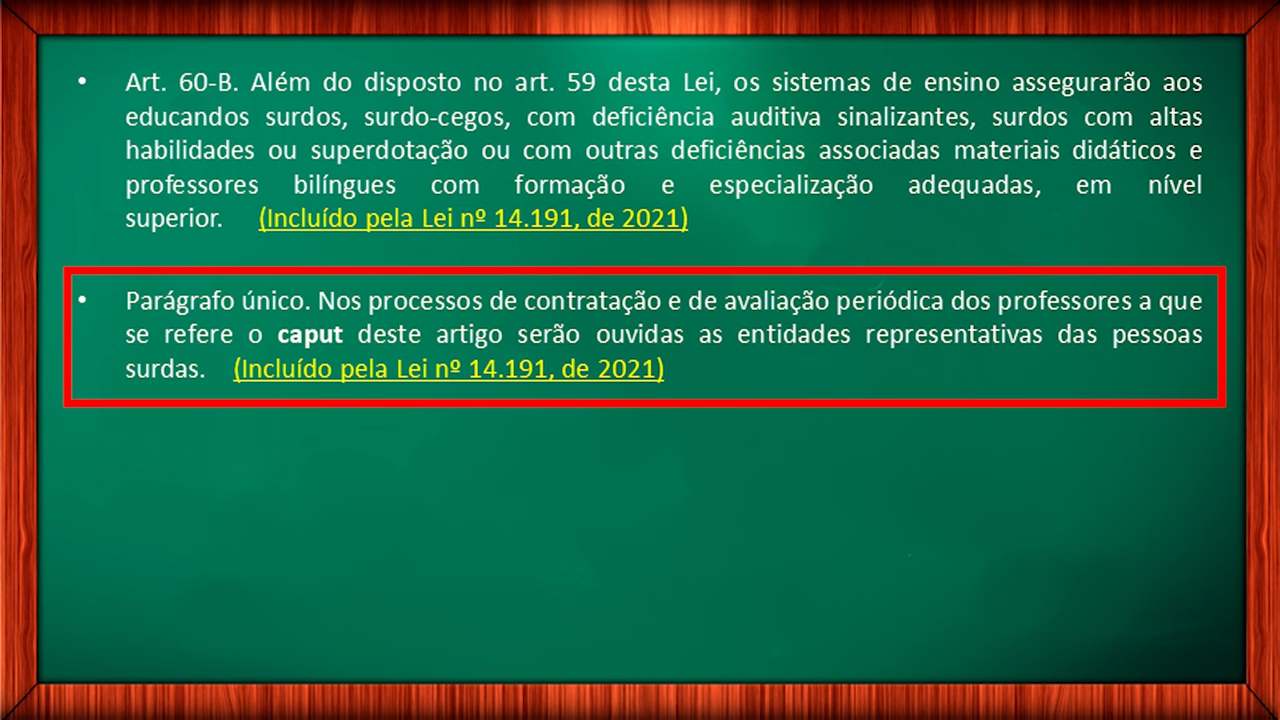 • Art. 60-B. Além do disposto no art. 59 desta Lei, os sistemas de ensino assegurarão aos
educandos surdos, surdo-cegos, com deficiência auditiva sinalizantes, surdos com altas
habilidades ou superdotação ou com outras deficiências associadas materiais didáticos e
professores bilíngues com formação e especialização adequadas, em nível
superior. (Incluído pela Lei nº 14.191, de 2021)
• Parágrafo único. Nos processos de contratação e de avaliação periódica dos professores a que
se refere o caput deste artigo serão ouvidas as entidades representativas das pessoas
surdas. (Incluído pela Lei nº 14.191, de 2021)